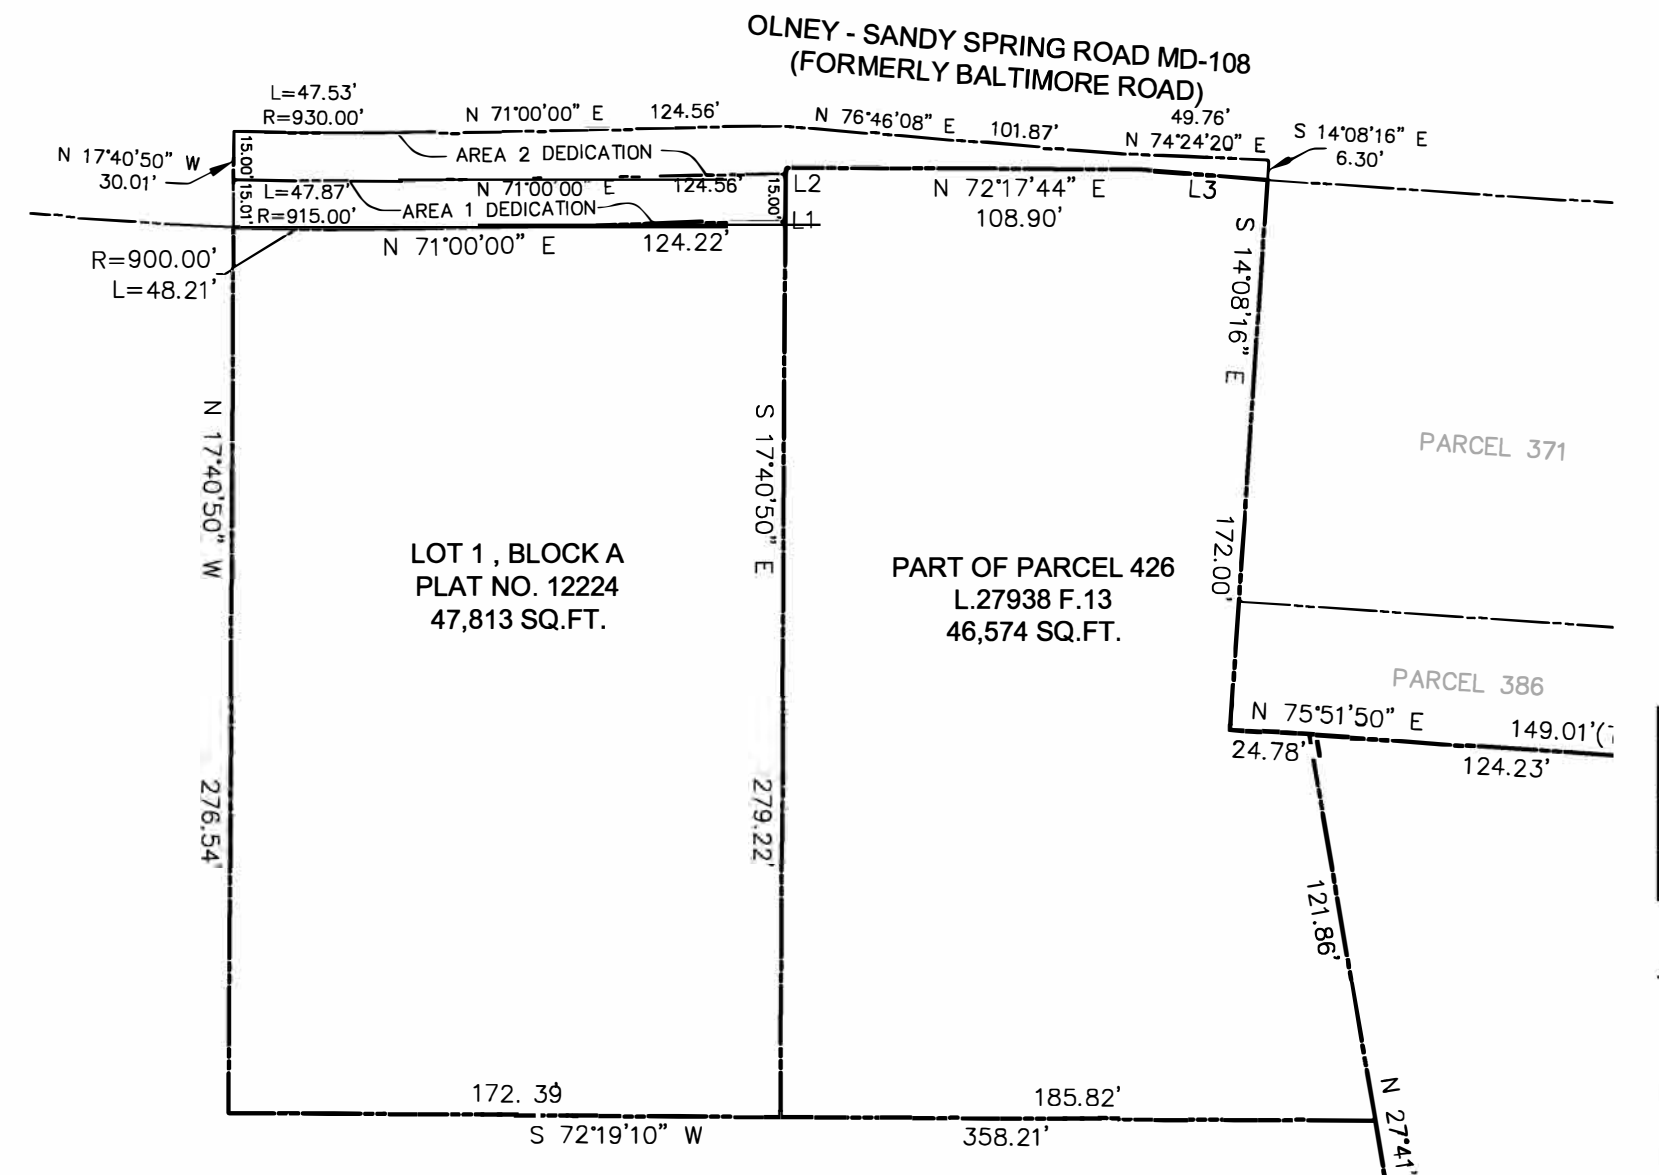 OLNEY - SANDY SPRING ROAD MD-108
(FORMERLY BALTIMORE ROAD)
L=47.53'
R=930.00'
N 71°00'00" E 124.56'
N 76°46'08" E 101.87'
49.76'
N 74°24'20" E
S 14°08'16" E
6.30'
N 17°40'50" W
30.01'
15.00'
AREA 2 DEDICATION
15.01'
L=47.87'
R=915.00'
N 71°00'00" E 124.56'
AREA 1 DEDICATION
15.00'
L2
L1
N 72°17'44" E
108.90'
L3
R=900.00'
L=48.21'
N 71°00'00" E 124.22'
S 14°08'16" E 172.00'
PARCEL 371
N 17°40'50" W 276.54'
S 17°40'50" E 279.22'
LOT 1 , BLOCK A
PLAT NO. 12224
47,813 SQ.FT.
PART OF PARCEL 426
L.27938 F.13
46,574 SQ.FT.
PARCEL 386
N 75°51'50" E 149.01'(
24.78'
124.23'
121.86'
N 27°41'
172. 39
185.82'
S 72°19'10" W 358.21'